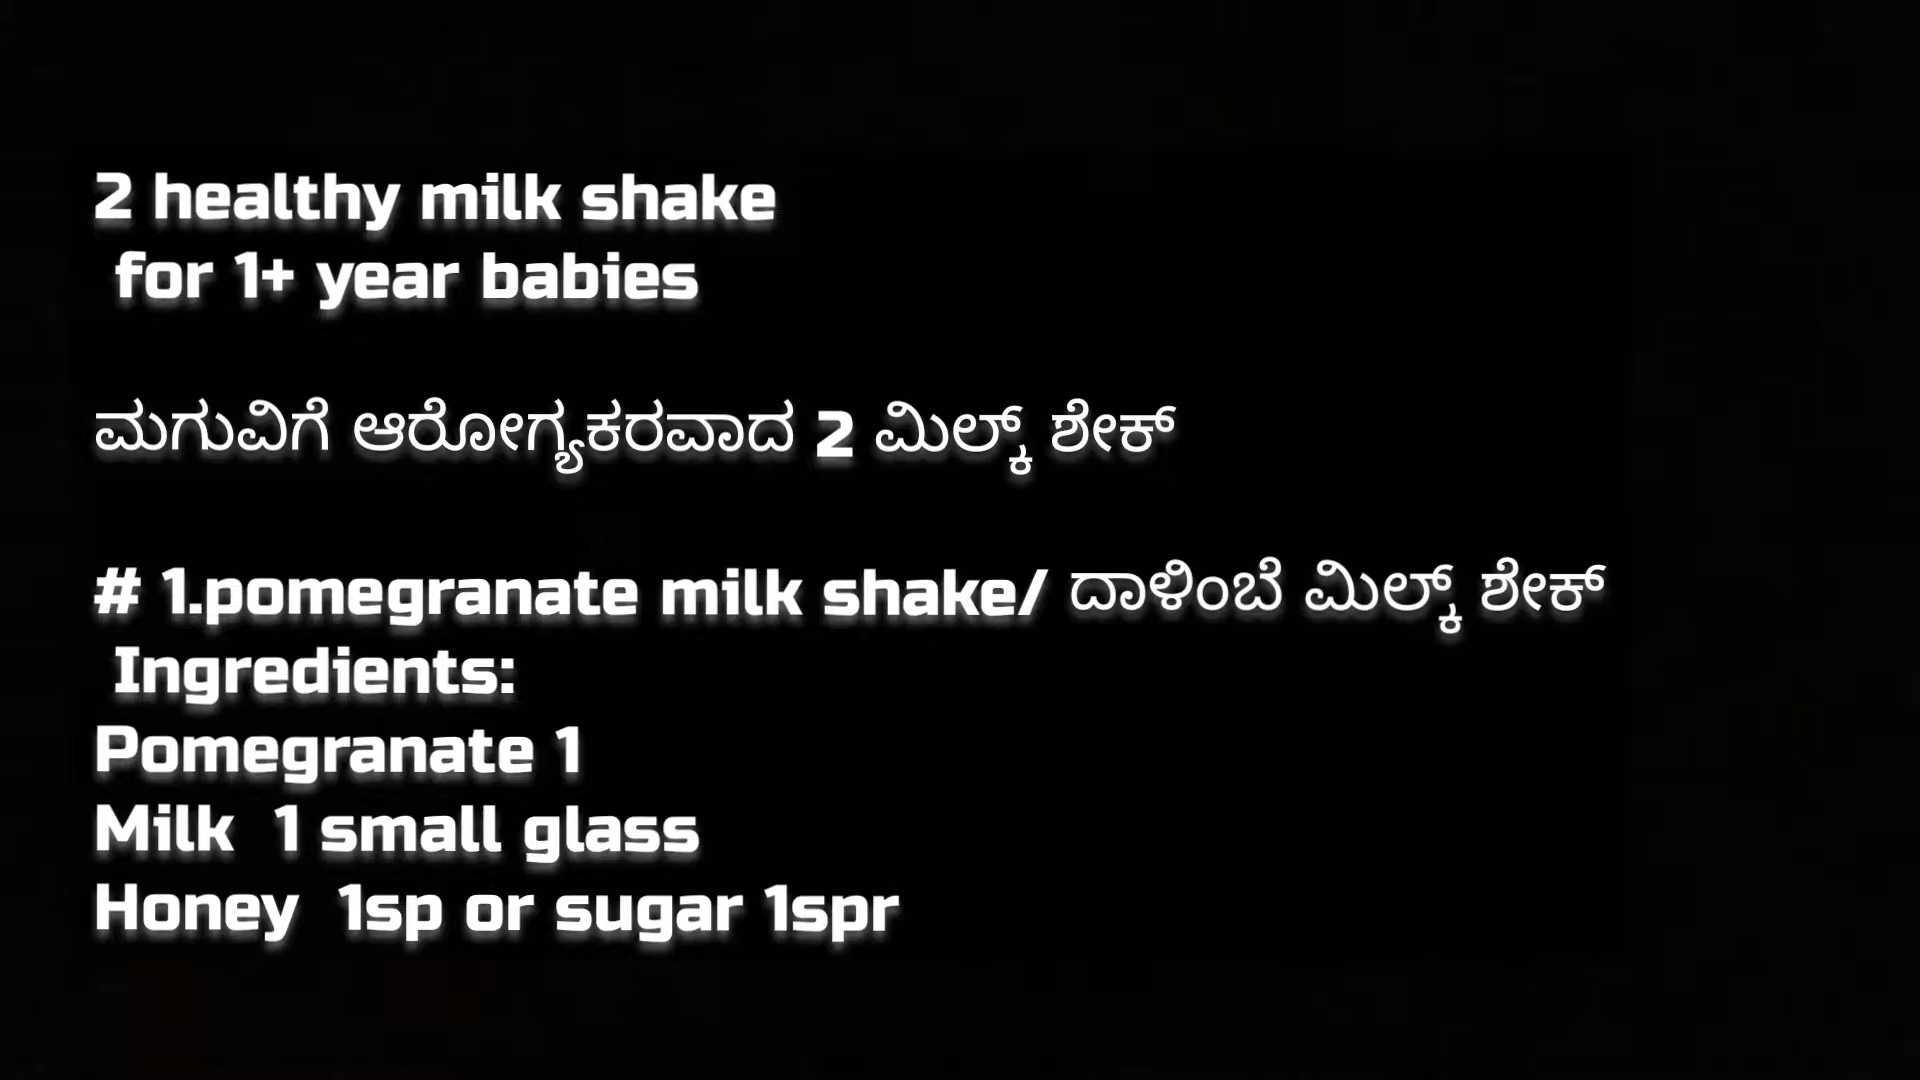 2 healthy milk shake
for 1+ year babies
ಮಗುವಿಗೆ ಆರೋಗ್ಯಕರವಾದ 2 ಮಿಲ್ಕ್ ಶೇಕ್
# 1.pomegranate milk shake/ ದಾಳಿಂಬೆ ಮಿಲ್ಕ್ ಶೇಕ್
Ingredients:
Pomegranate 1
Milk 1 small glass
Honey 1sp or sugar 1spr